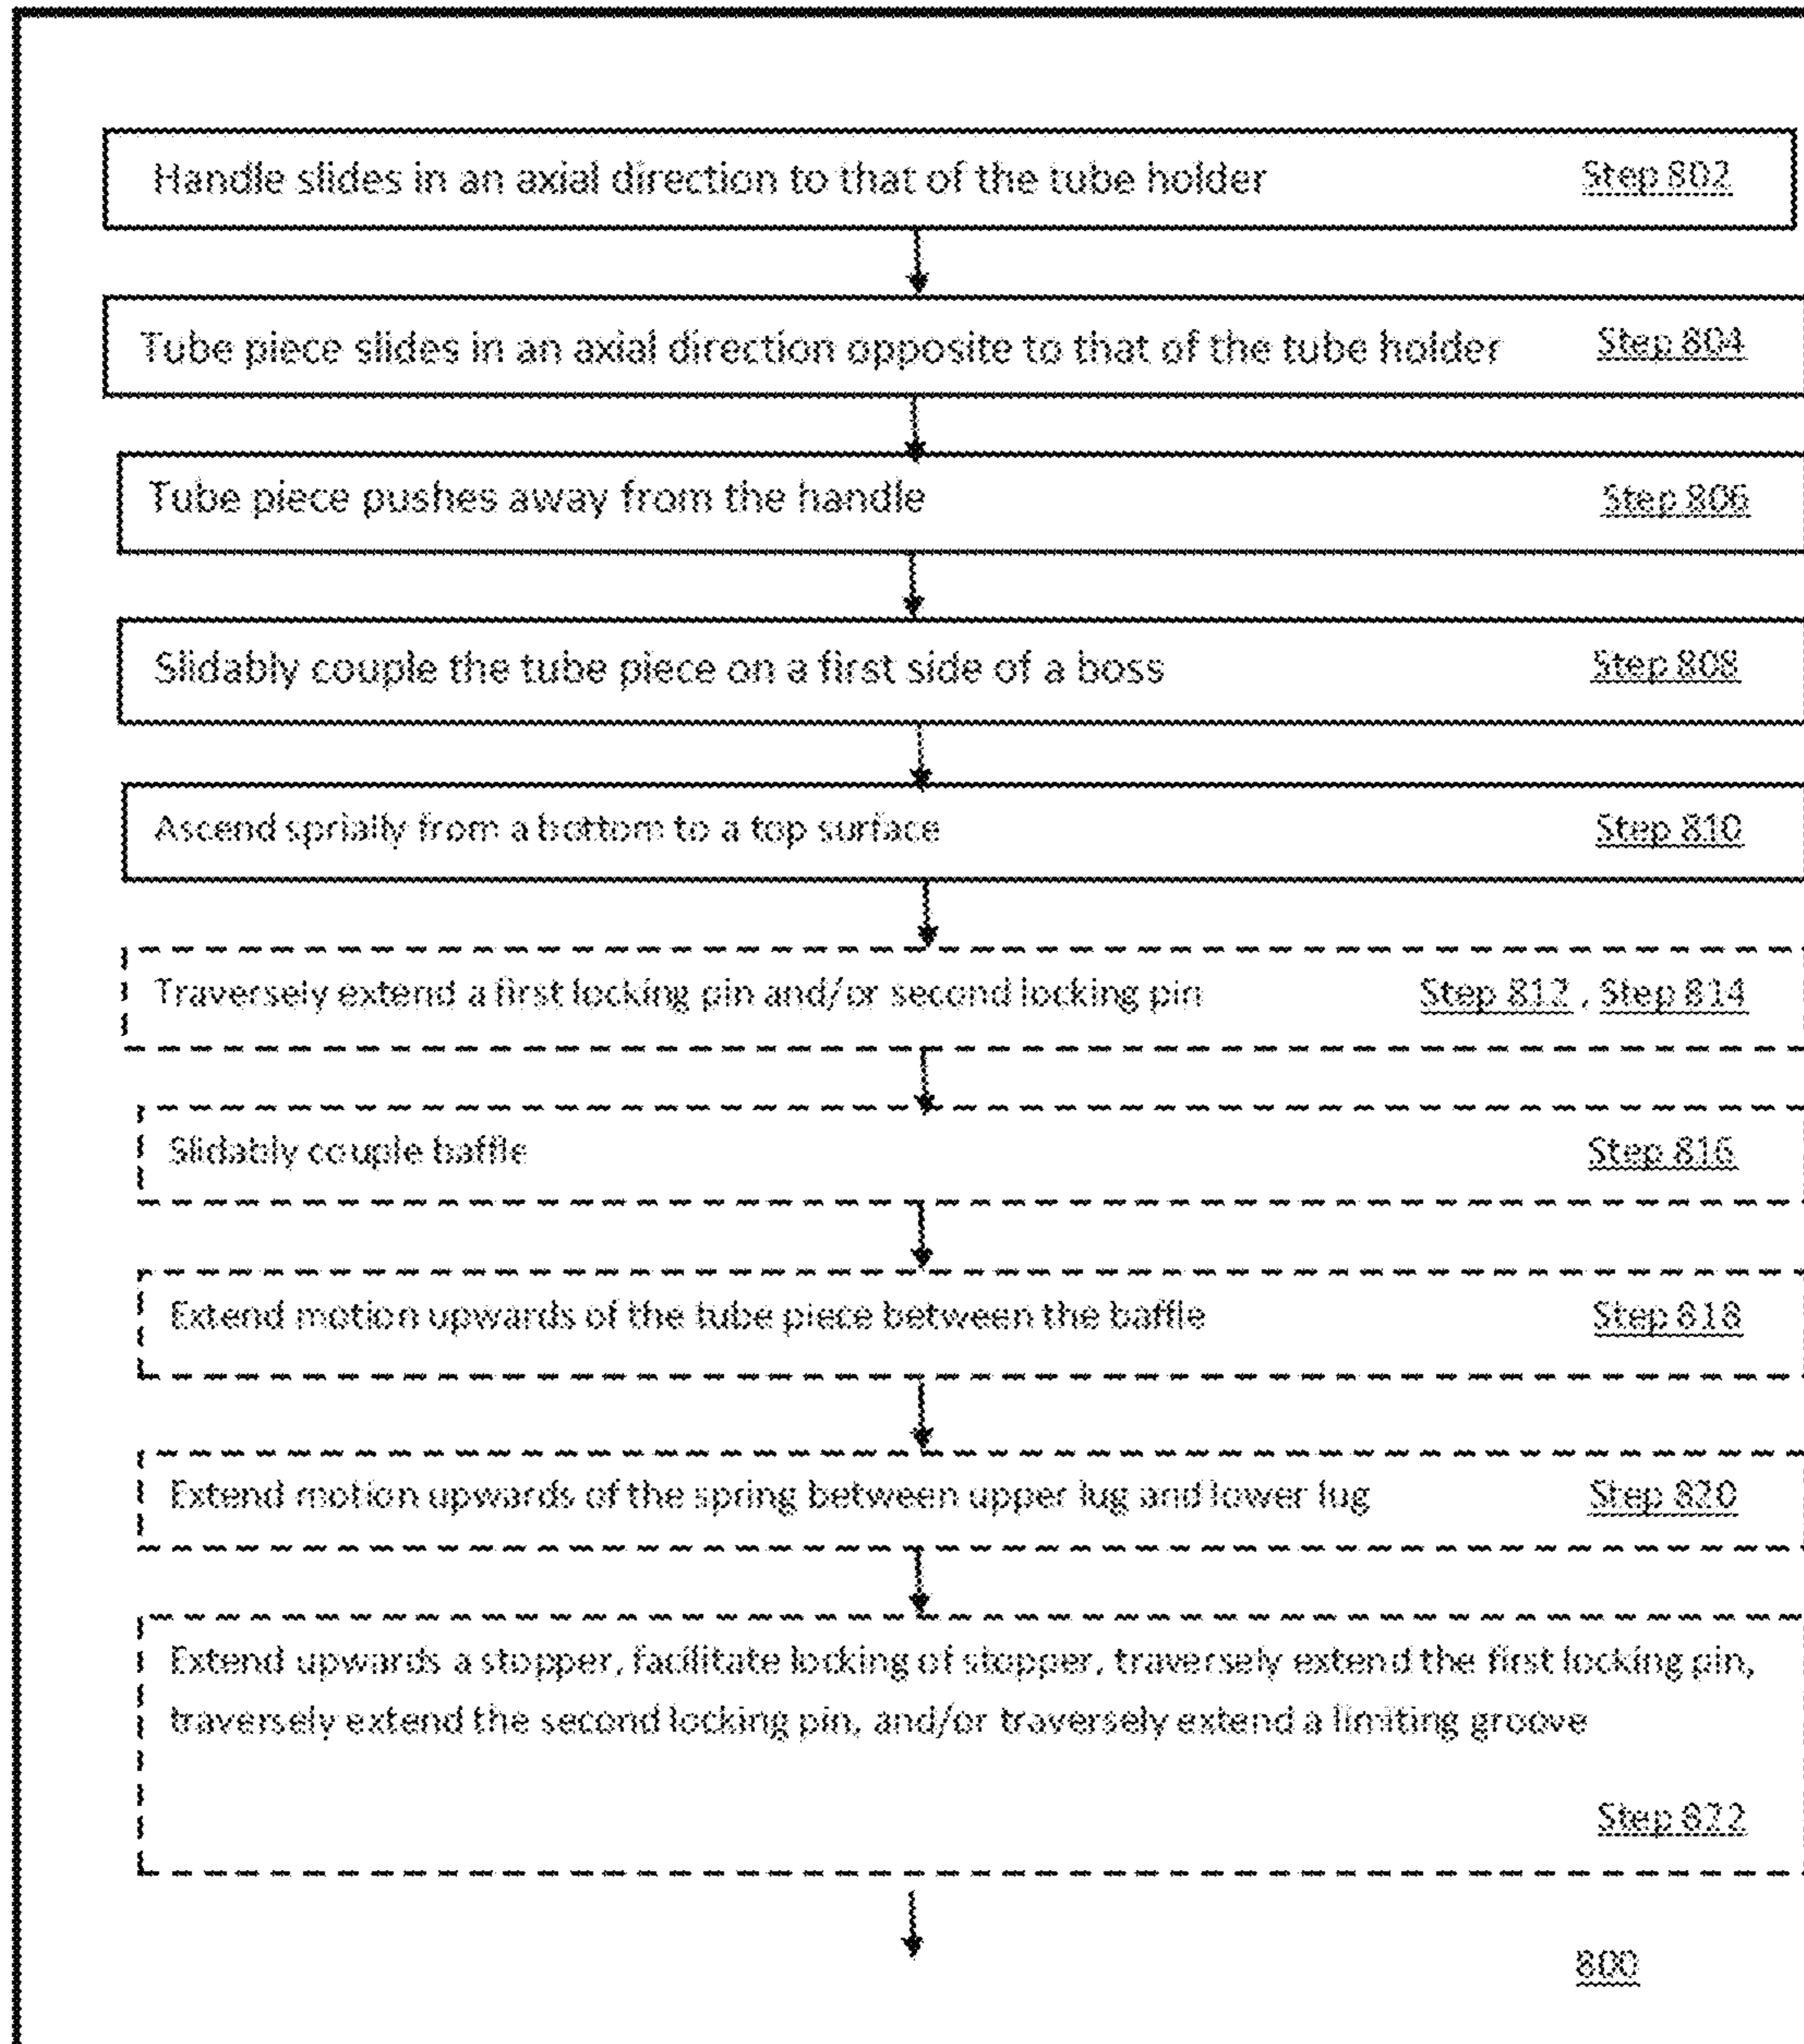 Handle slides in an axial direction to that of the tube holder Step 802
Tube piece slides in an axial direction opposite to that of the tube holder Step 804
Tube piece pushes away from the handle Step 806
Slidably couple the tube piece on a first side of a boss Step 808
Ascend sprially from a bottom to a top surface Step 810
Traversely extend a first locking pin and/or second locking pin Step 812 , Step 814
Slidably couple baffle Step 816
Extend motion upwards of the tube piece between the baffle Step 818
Extend motion upwards of the spring between upper lug and lower lug Step 820
Extend upwards a stopper, facilitate locking of stopper, traversely extend the first locking pin,
traversely extend the second locking pin, and/or traversely extend a limiting groove
Step 822
800